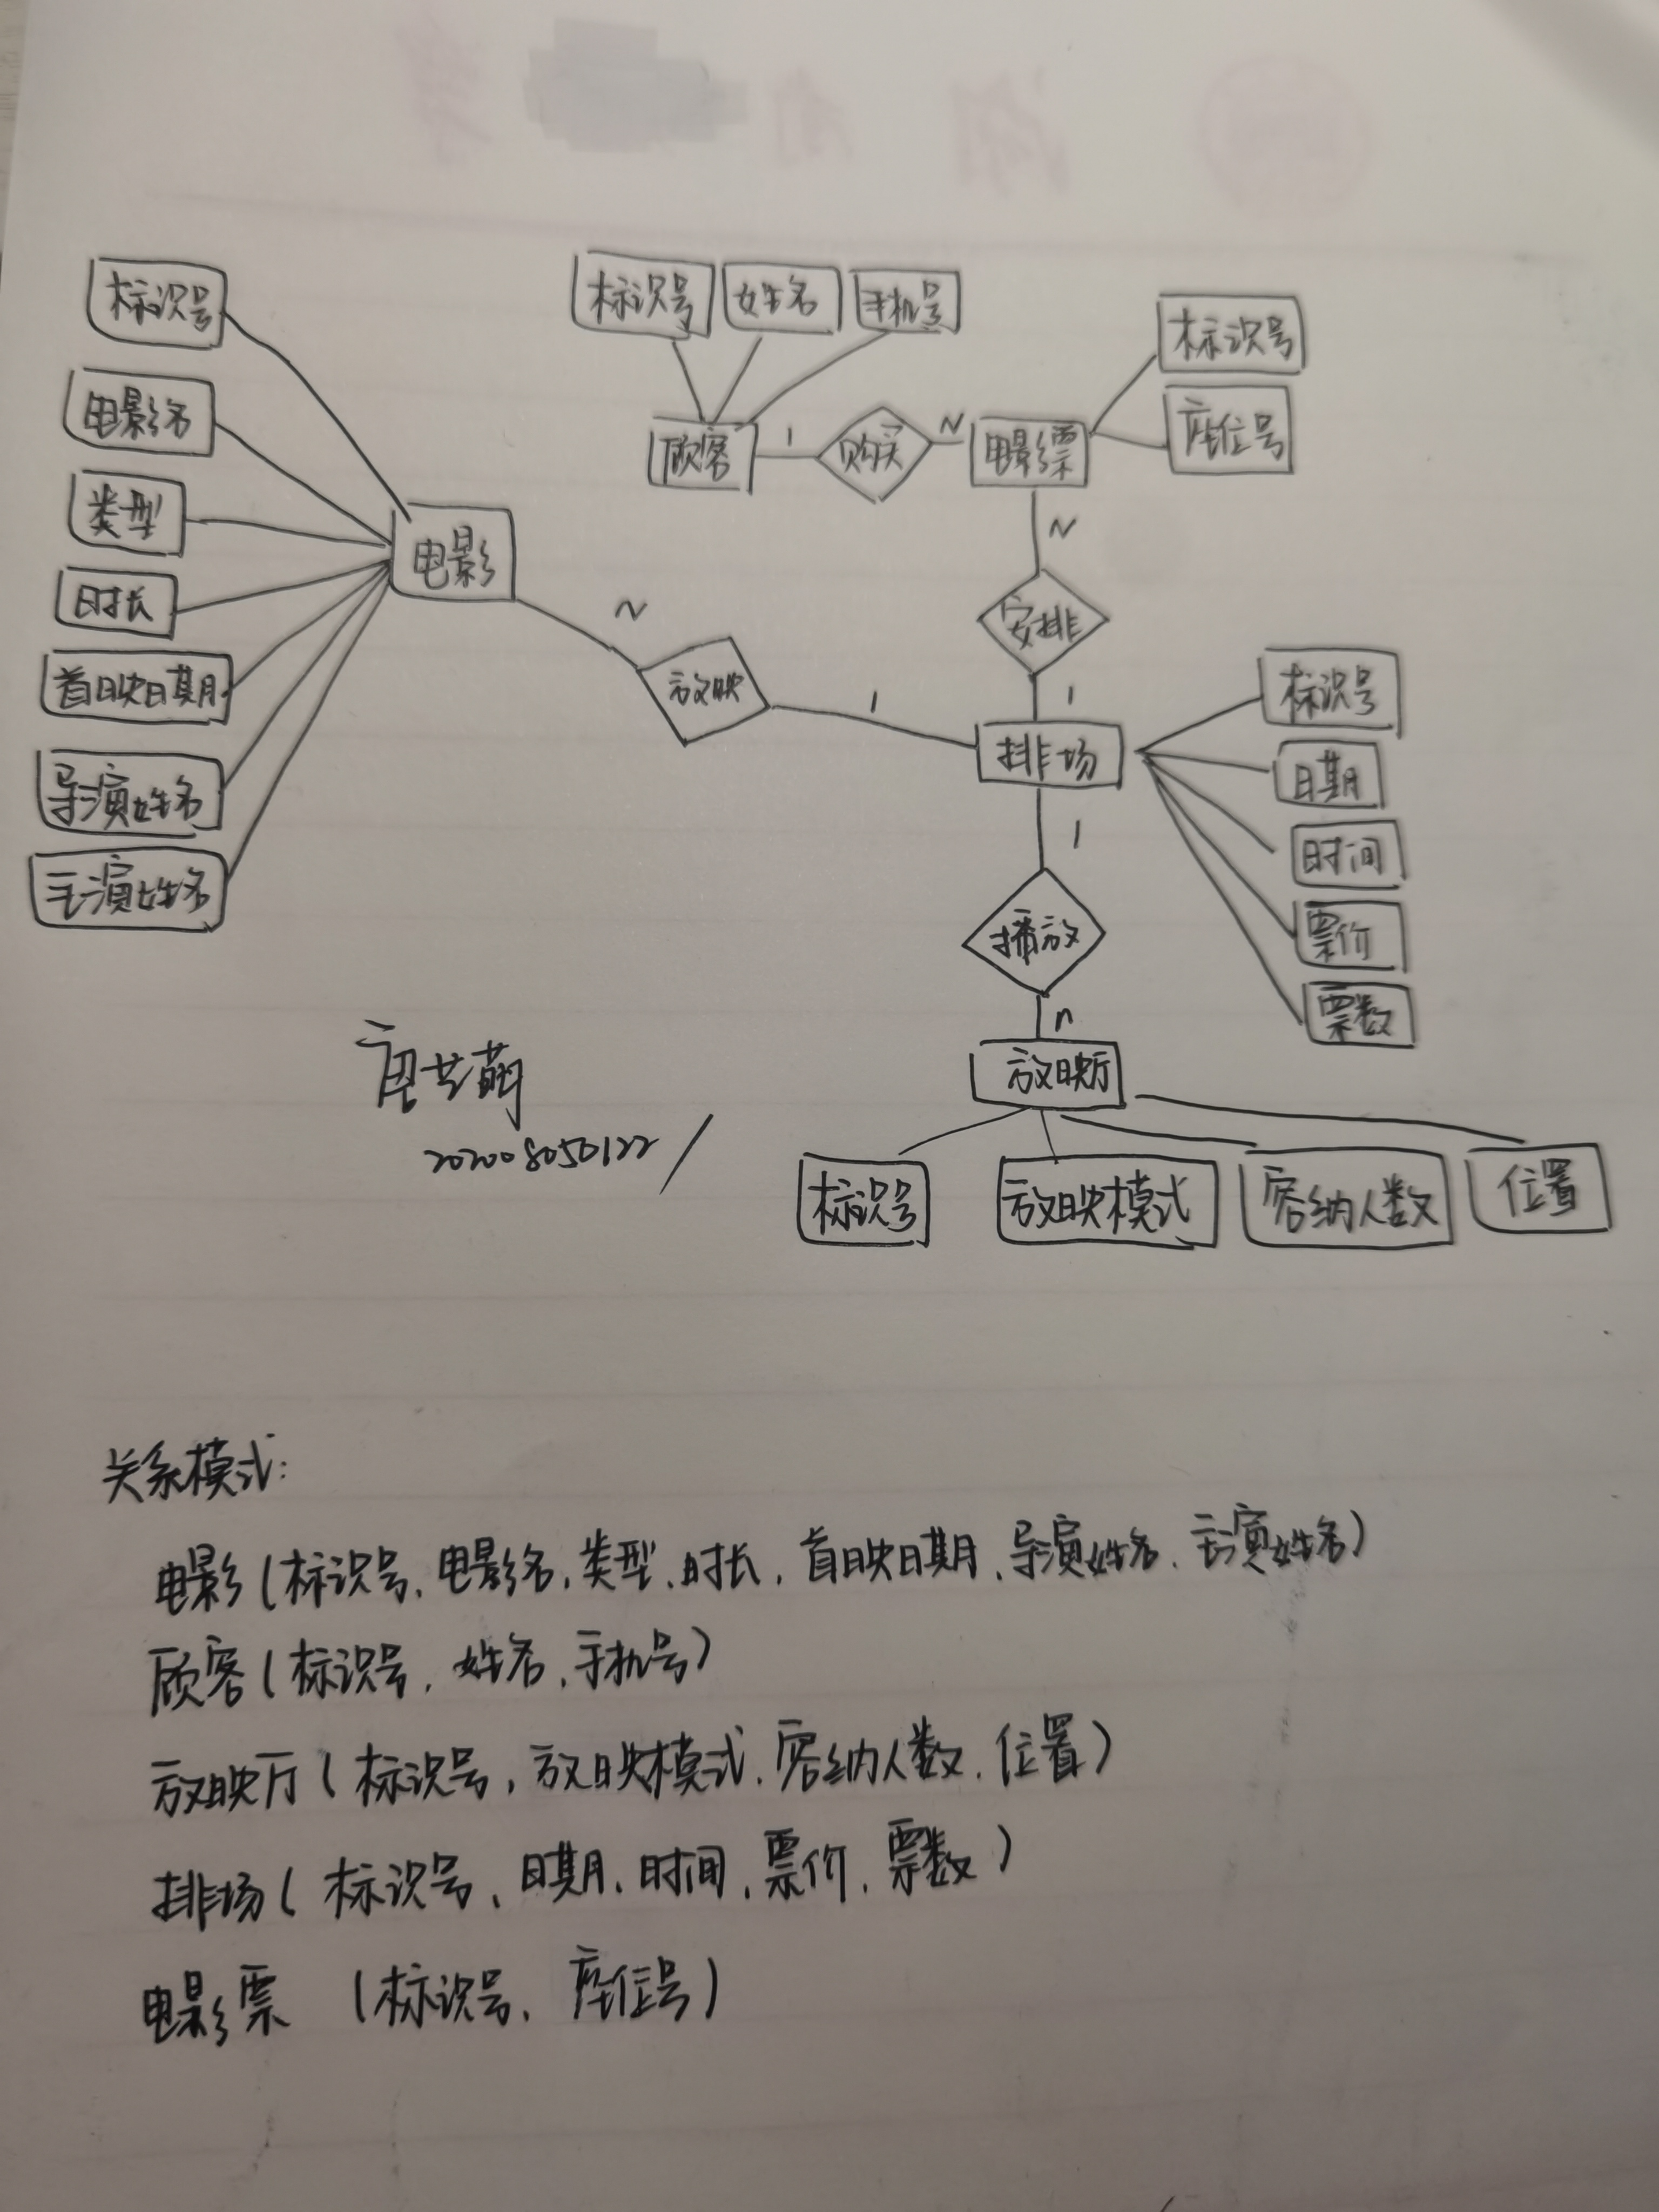 标识号
电影名
类型
时长
首映日期
导演姓名
主演姓名
电影
标识号 姓名 手机号
顾客 1 购买 N 电影票
标识号
座位号
N
安排
1
N 放映 1 排场
标识号
日期
时间
票价
票数
1
播放
n
放映厅
标识号 放映模式 容纳人数 位置
202008050122
关系模式:
电影(标识号,电影名,类型,时长,首映日期,导演姓名,主演姓名)
顾客(标识号,姓名,手机号)
放映厅(标识号,放映模式,容纳人数,位置)
排场(标识号,日期,时间,票价,票数)
电影票 (标识号,座位号)